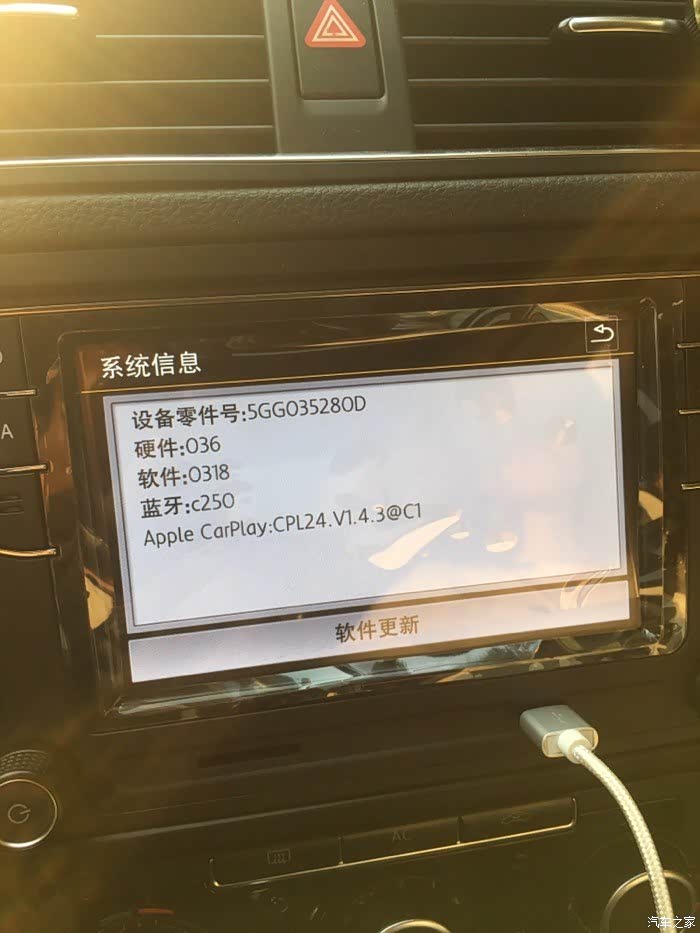 系统信息
设备零件号:5GG035280D
硬件:036
A
软件:0318
蓝牙:c250
Apple CarPlay:CPL24.V1.4.3@C1
软件更新
AC
汽车之家